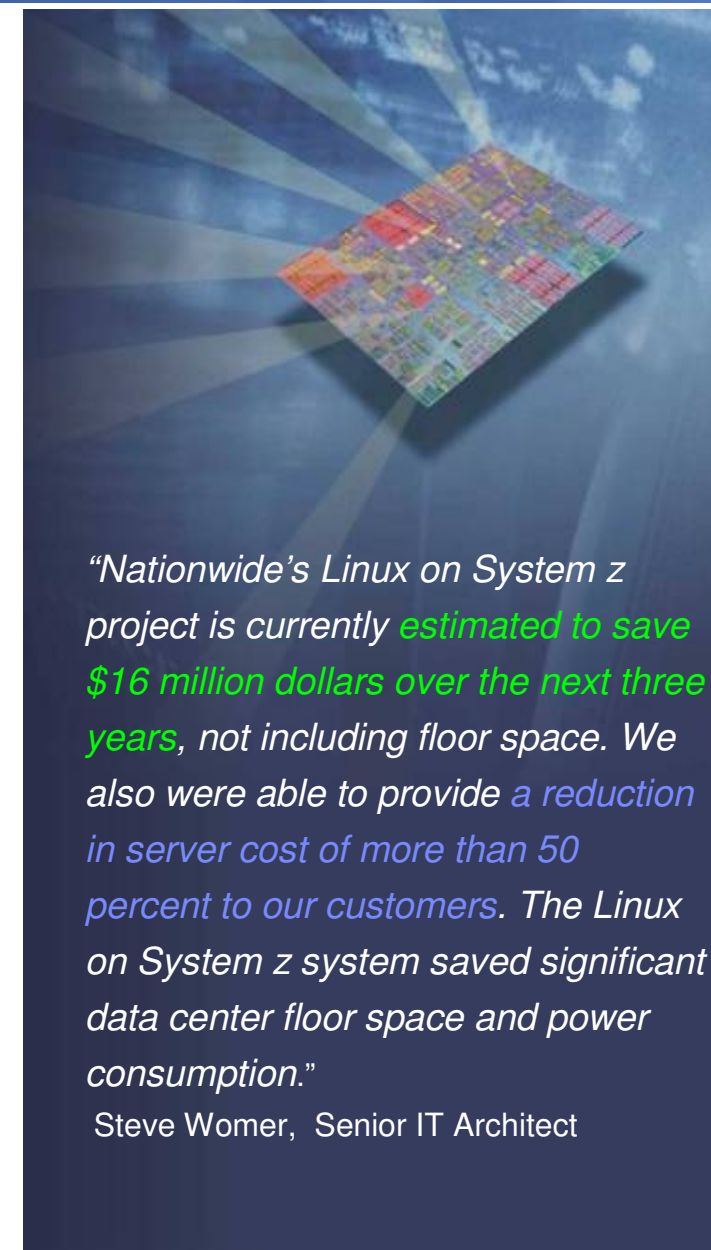 “Nationwide’s Linux on System z
project is currently estimated to save
$16 million dollars over the next three
years, not including floor space. We
also were able to provide a reduction
in server cost of more than 50
percent to our customers. The Linux
on System z system saved significant
data center floor space and power
consumption.”
Steve Womer, Senior IT Architect